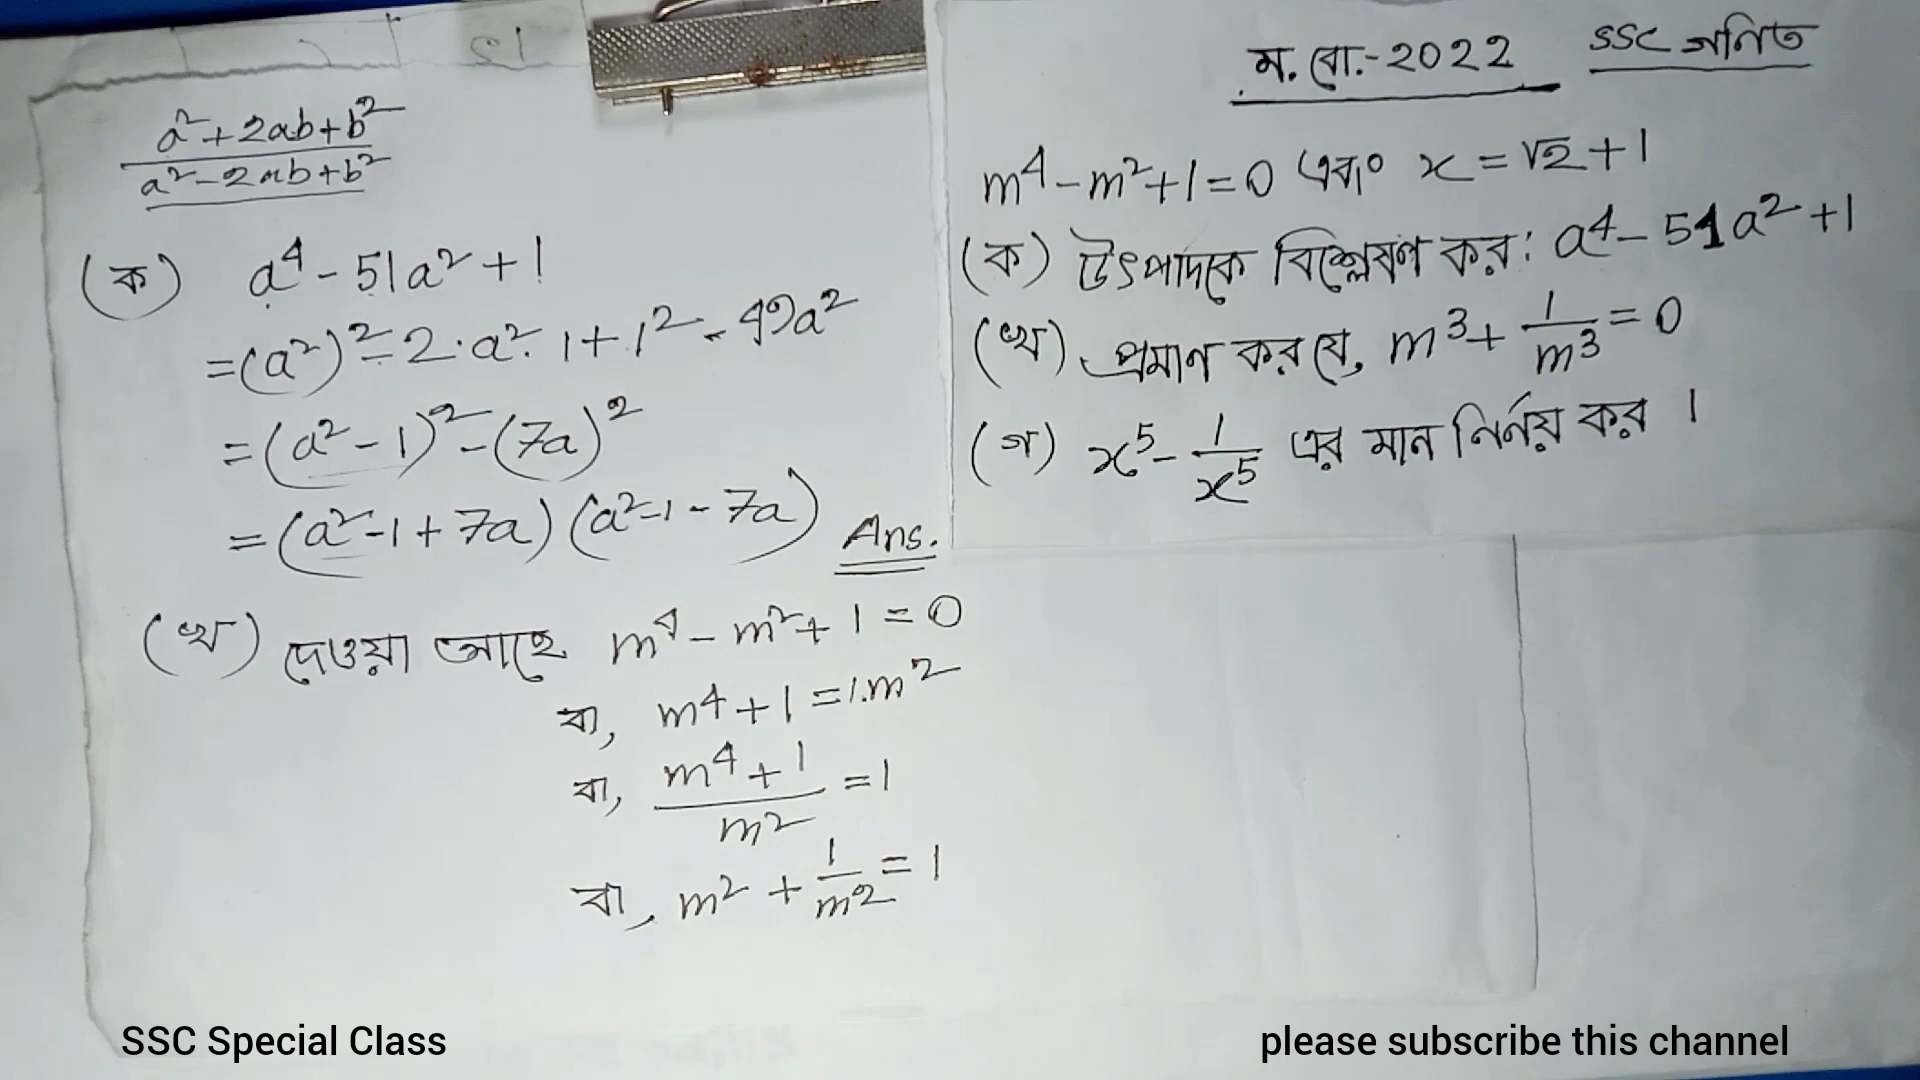 ম. বো.-2022 SSC গনিত
m⁴ - m² + 1 = 0 এবং x = √2 + 1
(ক) উৎপাদকে বিশ্লেষণ কর: a⁴ - 51a² + 1
(খ) প্রমাণ কর যে, m³ + 1/m³ = 0
(গ) x⁵ - 1/x⁵ এর মান নির্নয় কর ।
a² + 2ab + b²
a² - 2ab + b²
(ক) a⁴ - 51a² + 1
= (a²)² - 2·a²·1 + 1² - 49a²
= (a² - 1)² - (7a)²
= (a² - 1 + 7a) (a² - 1 - 7a) Ans.
(খ) দেওয়া আছে m⁴ - m² + 1 = 0
বা, m⁴ + 1 = 1.m²
বা, m⁴ + 1/m² = 1
বা, m² + 1/m² = 1
SSC Special Class
please subscribe this channel